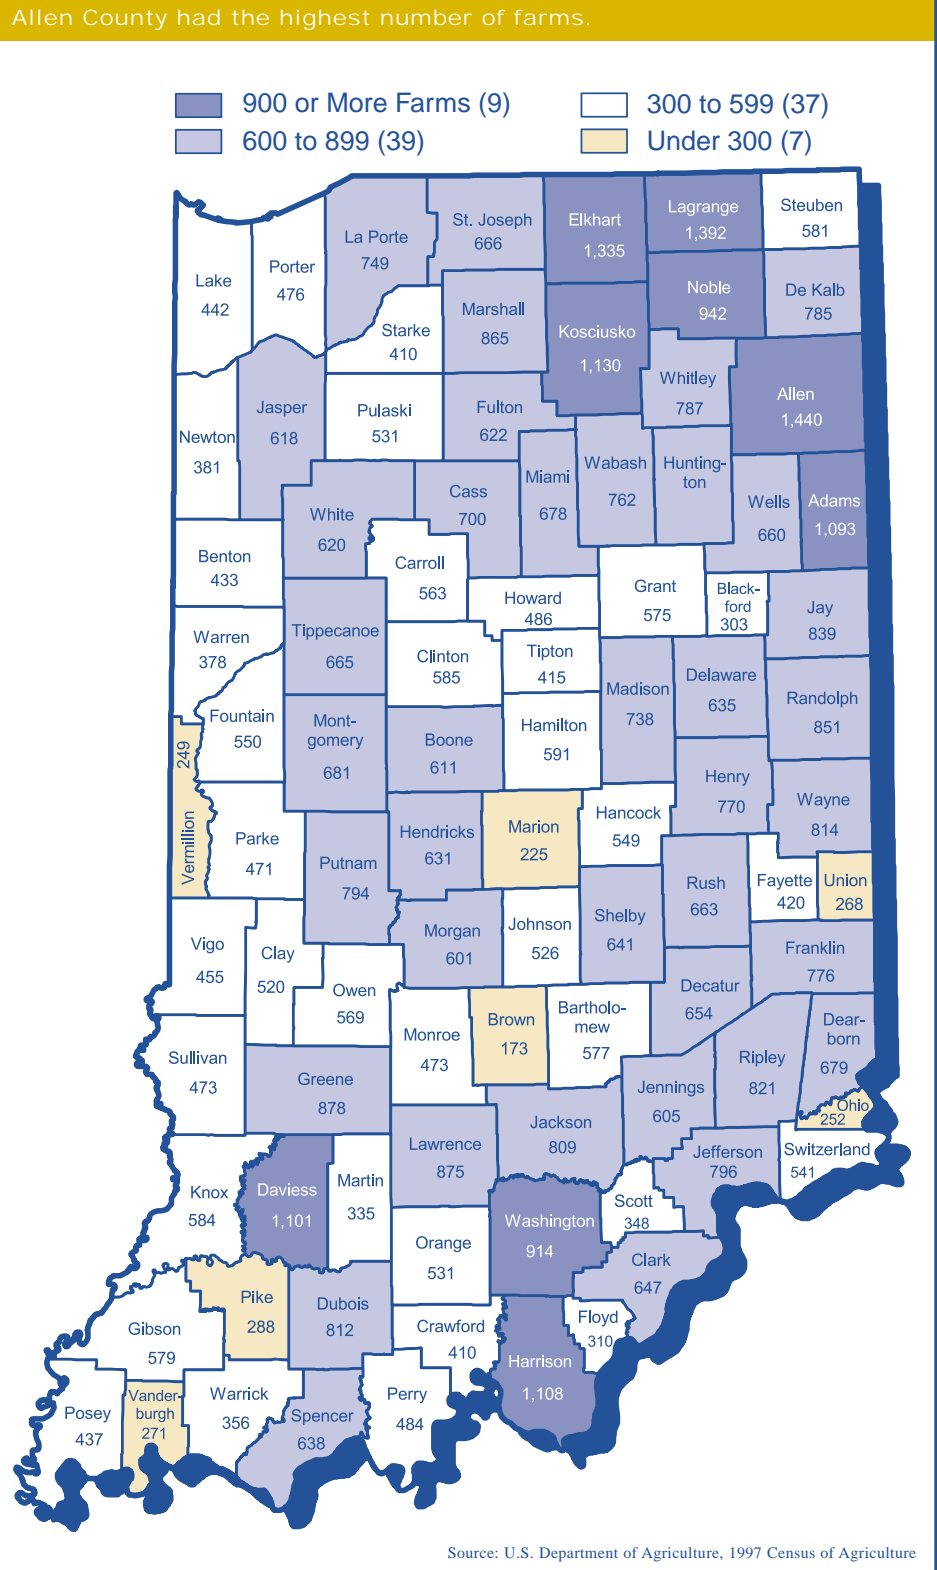 Allen County had the highest number of farms.
900 or More Farms (9)
300 to 599 (37)
600 to 899 (39)
Under 300 (7)
Lake
442
Porter
476
La Porte
749
St. Joseph
666
Elkhart
1,335
Lagrange
1,392
Steuben
581
Noble
942
De Kalb
785
Starke
410
Marshall
865
Kosciusko
1,130
Whitley
787
Allen
1,440
Newton
381
Jasper
618
Pulaski
531
Fulton
622
Miami
678
Wabash
762
Hunting-
ton
Wells
660
Adams
1,093
White
620
Cass
700
Benton
433
Carroll
563
Howard
486
Grant
575
Black-
ford
303
Jay
839
Warren
378
Tippecanoe
665
Clinton
585
Tipton
415
Madison
738
Delaware
635
Randolph
851
Fountain
550
Mont-
gomery
681
Boone
611
Hamilton
591
Henry
770
Wayne
814
249
Vermillion
Parke
471
Putnam
794
Hendricks
631
Marion
225
Hancock
549
Rush
663
Fayette
420
Union
268
Vigo
455
Clay
520
Owen
569
Morgan
601
Johnson
526
Shelby
641
Decatur
654
Franklin
776
Sullivan
473
Greene
878
Monroe
473
Brown
173
Bartholo-
mew
577
Jennings
605
Ripley
821
Dear-
born
679
Ohio
252
Knox
584
Daviess
1,101
Martin
335
Lawrence
875
Jackson
809
Jefferson
796
Switzerland
541
Scott
348
Orange
531
Washington
914
Clark
647
Gibson
579
Pike
288
Dubois
812
Crawford
410
Floyd
310
Harrison
1,108
Posey
437
Vander-
burgh
271
Warrick
356
Spencer
638
Perry
484
Source: U.S. Department of Agriculture, 1997 Census of Agriculture